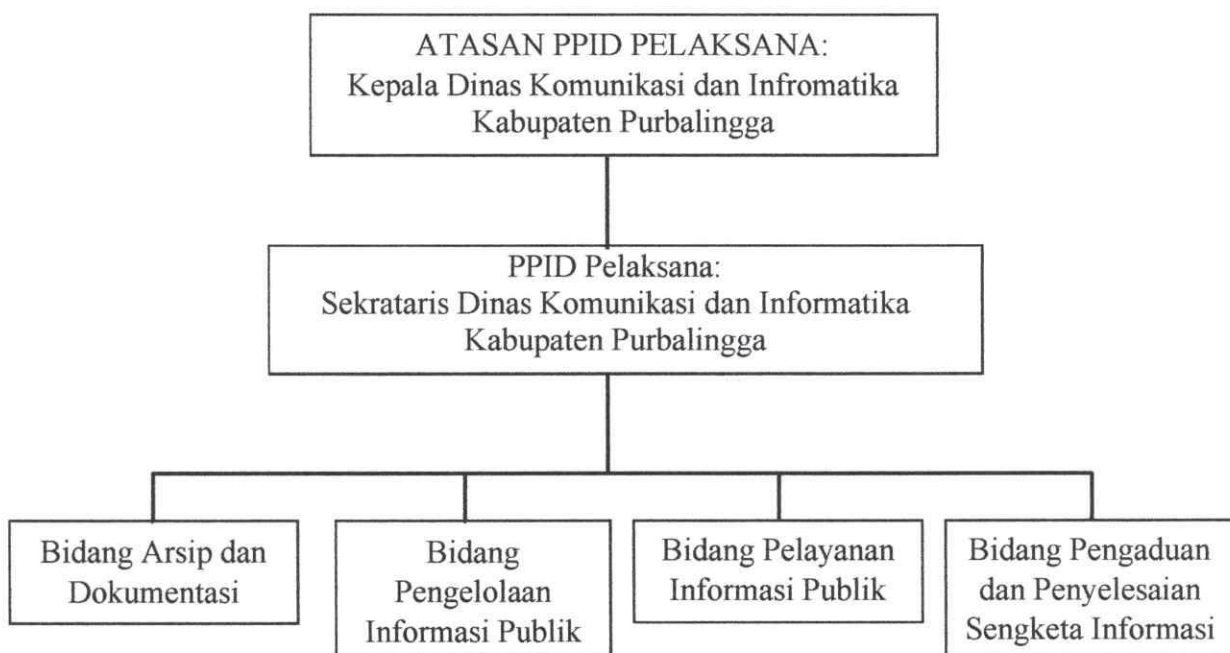 ATASAN PPID PELAKSANA:
Kepala Dinas Komunikasi dan Infromatika
Kabupaten Purbalingga
PPID Pelaksana:
Sekrataris Dinas Komunikasi dan Informatika
Kabupaten Purbalingga
Bidang Arsip dan
Dokumentasi
Bidang
Pengelolaan
Informasi Publik
Bidang Pelayanan
Informasi Publik
Bidang Pengaduan
dan Penyelesaian
Sengketa Informasi